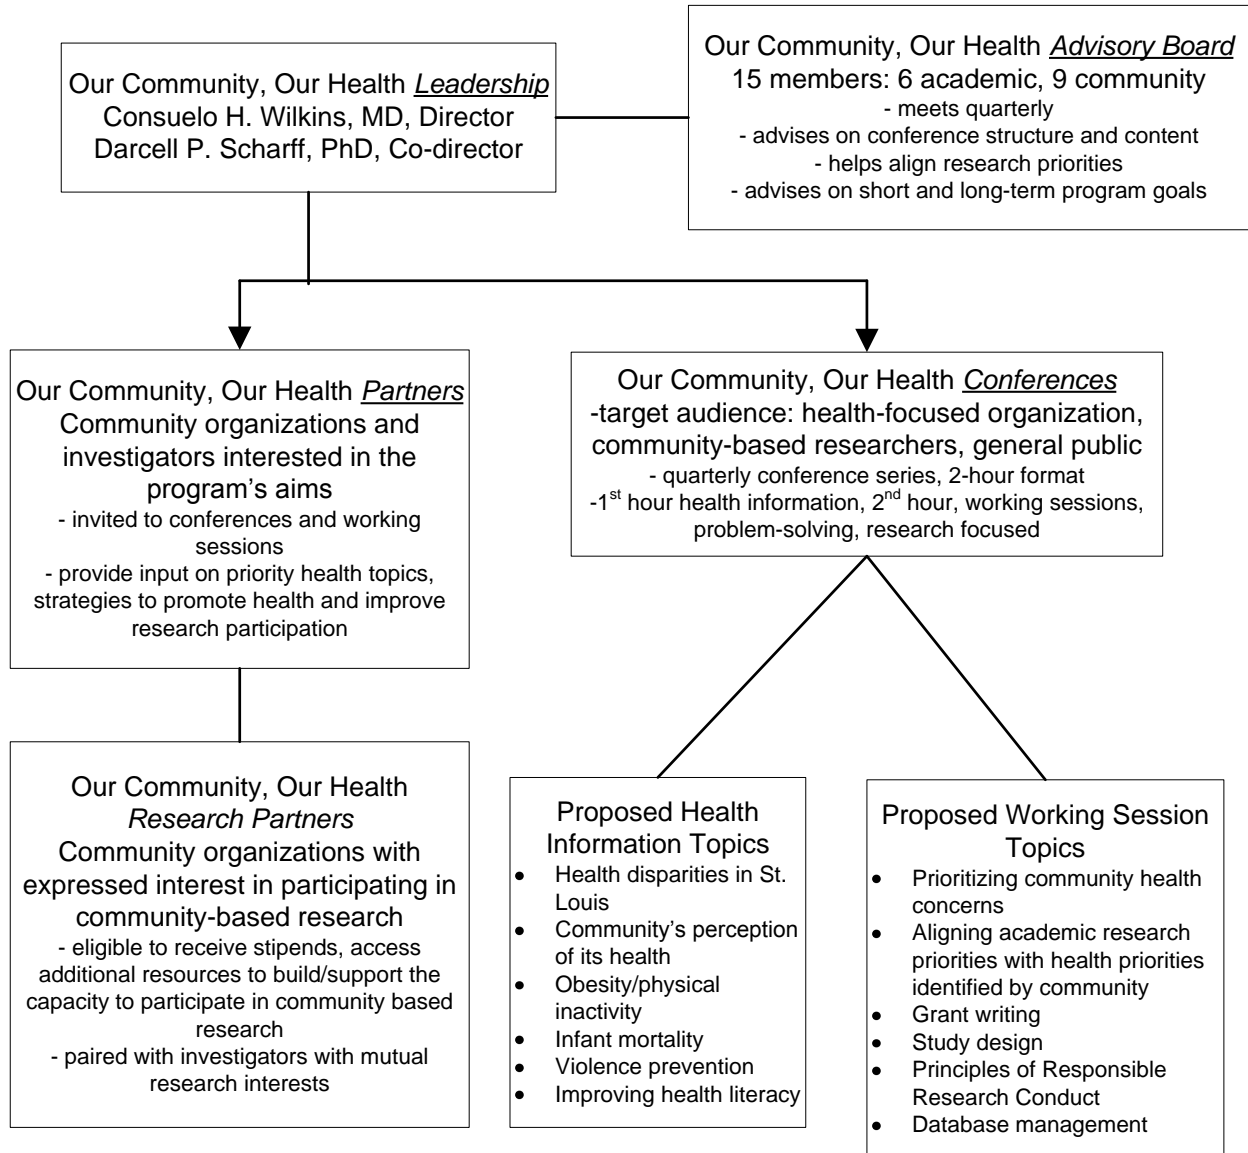 Our Community, Our Health Leadership
Consuelo H. Wilkins, MD, Director
Darcell P. Scharff, PhD, Co-director
Our Community, Our Health Advisory Board
15 members: 6 academic, 9 community
- meets quarterly
- advises on conference structure and content
- helps align research priorities
- advises on short and long-term program goals
Our Community, Our Health Partners
Community organizations and
investigators interested in the
program's aims
- invited to conferences and working
sessions
- provide input on priority health topics,
strategies to promote health and improve
research participation
Our Community, Our Health Conferences
-target audience: health-focused organization,
community-based researchers, general public
- quarterly conference series, 2-hour format
-1st hour health information, 2nd hour, working sessions,
problem-solving, research focused
Our Community, Our Health
Research Partners
Community organizations with
expressed interest in participating in
community-based research
- eligible to receive stipends, access
additional resources to build/support the
capacity to participate in community based
research
- paired with investigators with mutual
research interests
Proposed Health
Information Topics
• Health disparities in St.
Louis
• Community's perception
of its health
• Obesity/physical
inactivity
• Infant mortality
• Violence prevention
• Improving health literacy
Proposed Working Session
Topics
• Prioritizing community health
concerns
• Aligning academic research
priorities with health priorities
identified by community
• Grant writing
• Study design
• Principles of Responsible
Research Conduct
• Database management